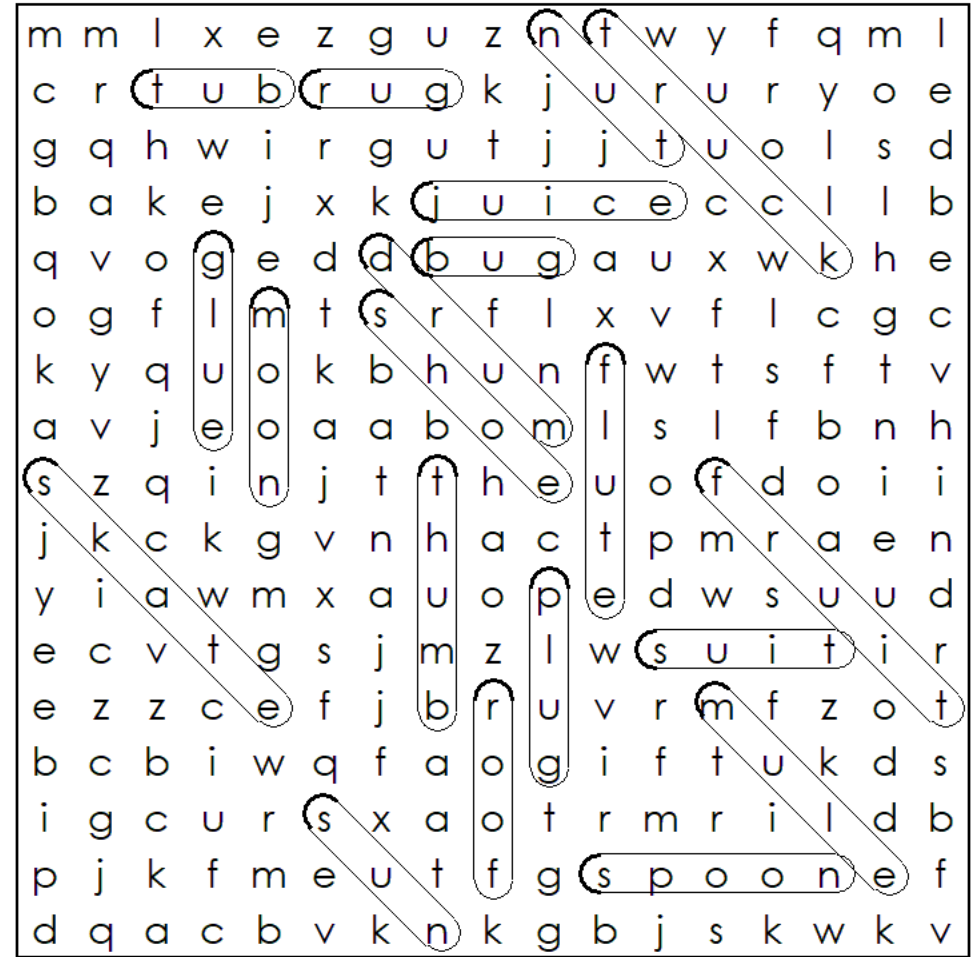 m m l x e z g u z n t w y f q m l
c r t u b r u g k j u r u r y o e
g q h w i r g u t j j t u o l s d
b a k e j x k j u i c e c c l l b
q v o g e d d b u g a u x w k h e
o g f l m t s r f l x v f l c g c
k y q u o k b h u n f w t s f t v
a v j e o a a b o m l s l f b n h
s z q i n j t t h e u o f d o i i
j k c k g v n h a c t p m r a e n
y i a w m x a u o p e d w s u u d
e c v t g s j m z l w s u i t i r
e z z c e f j b r u v r m f z o t
b c b i w q f a o g i f t u k d s
i g c u r s x a o t r m r i l d b
p j k f m e u t f g s p o o n e f
d q a c b v k n k g b j s k w k v